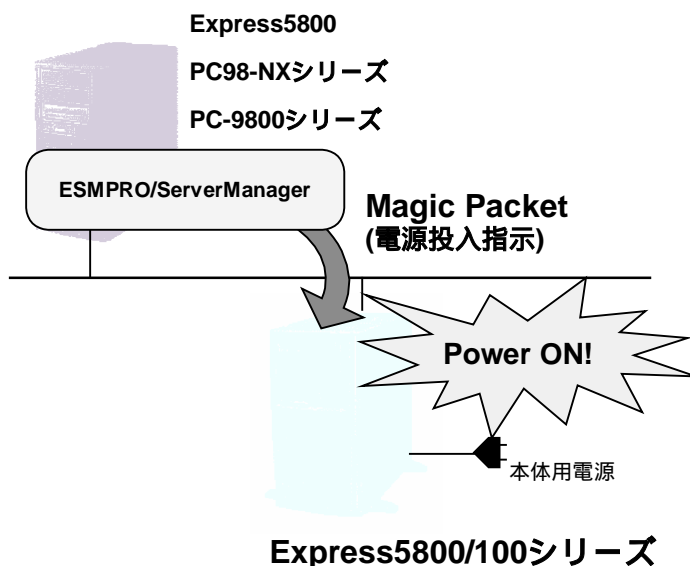 Express5800
PC98-NXシリーズ
PC-9800シリーズ
ESMPRO/ServerManager
Magic Packet
(電源投入指示)
Power ON!
本体用電源
Express5800/100シリーズ